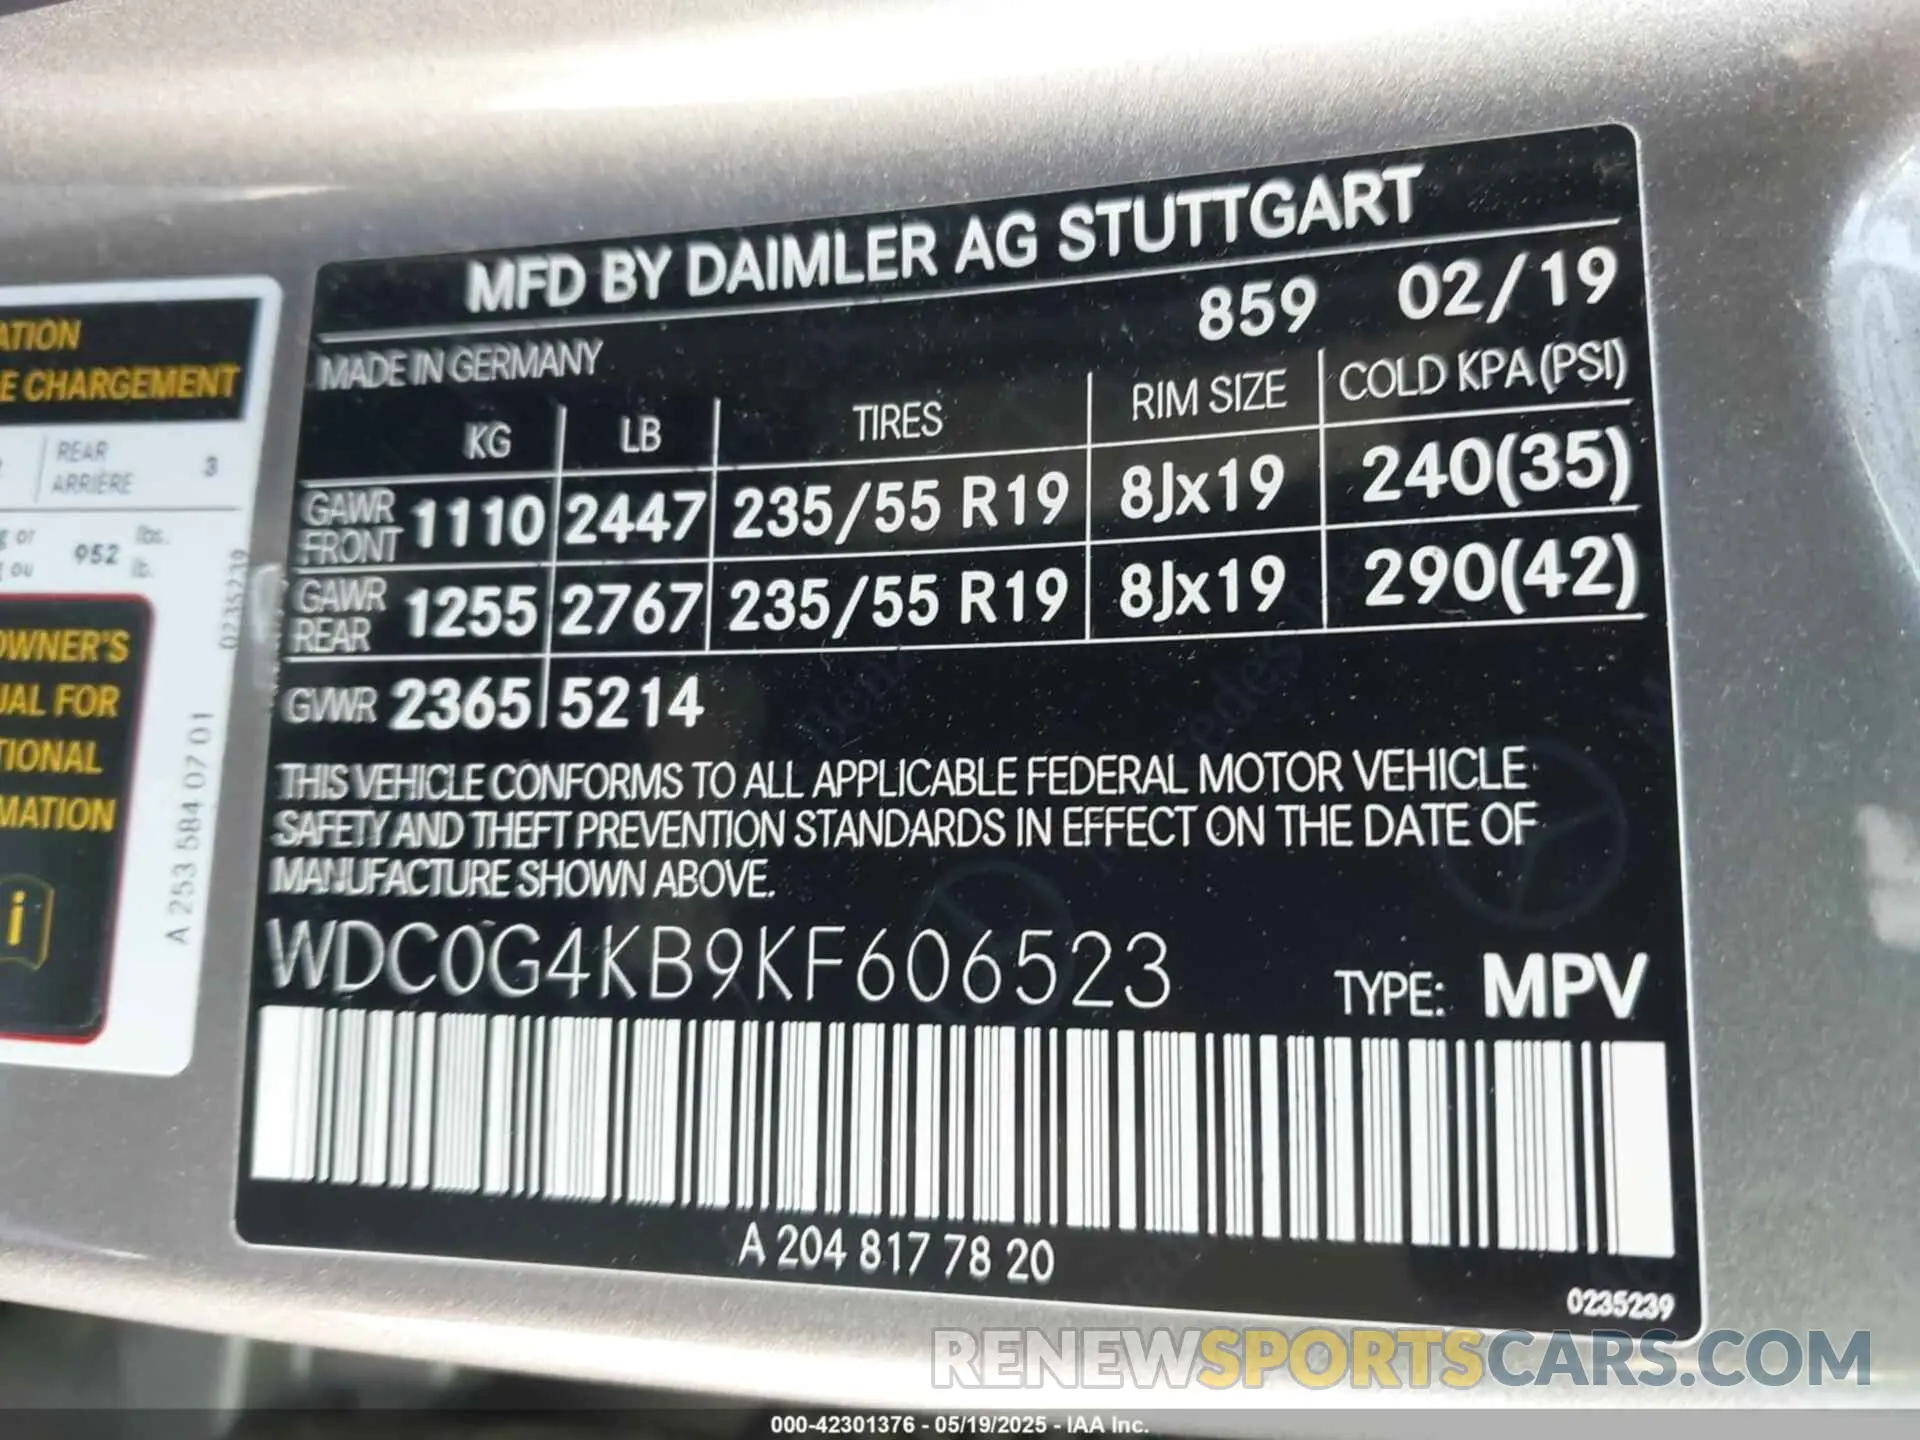 MFD BY DAIMLER AG STUTTGART
859 02/19
MADE IN GERMANY
KG LB TIRES RIM SIZE COLD KPA (PSI)
GAWR FRONT 1110 2447 235/55 R19 8Jx19 240(35)
GAWR REAR 1255 2767 235/55 R19 8Jx19 290(42)
GVWR 2365 5214
THIS VEHICLE CONFORMS TO ALL APPLICABLE FEDERAL MOTOR VEHICLE
SAFETY AND THEFT PREVENTION STANDARDS IN EFFECT ON THE DATE OF
MANUFACTURE SHOWN ABOVE.
WDC0G4KB9KF606523 TYPE: MPV
A 204 817 78 20
0235239
ATION
E CHARGEMENT
REAR
ARRIÈRE 3
g or 952 lbs.
g ou lb.
0235239
OWNER'S
UAL FOR
TIONAL
MATION
i
A 253 584 07 01
RENEWSPORTSCARS.COM
000-42301376 - 05/19/2025 - IAA Inc.